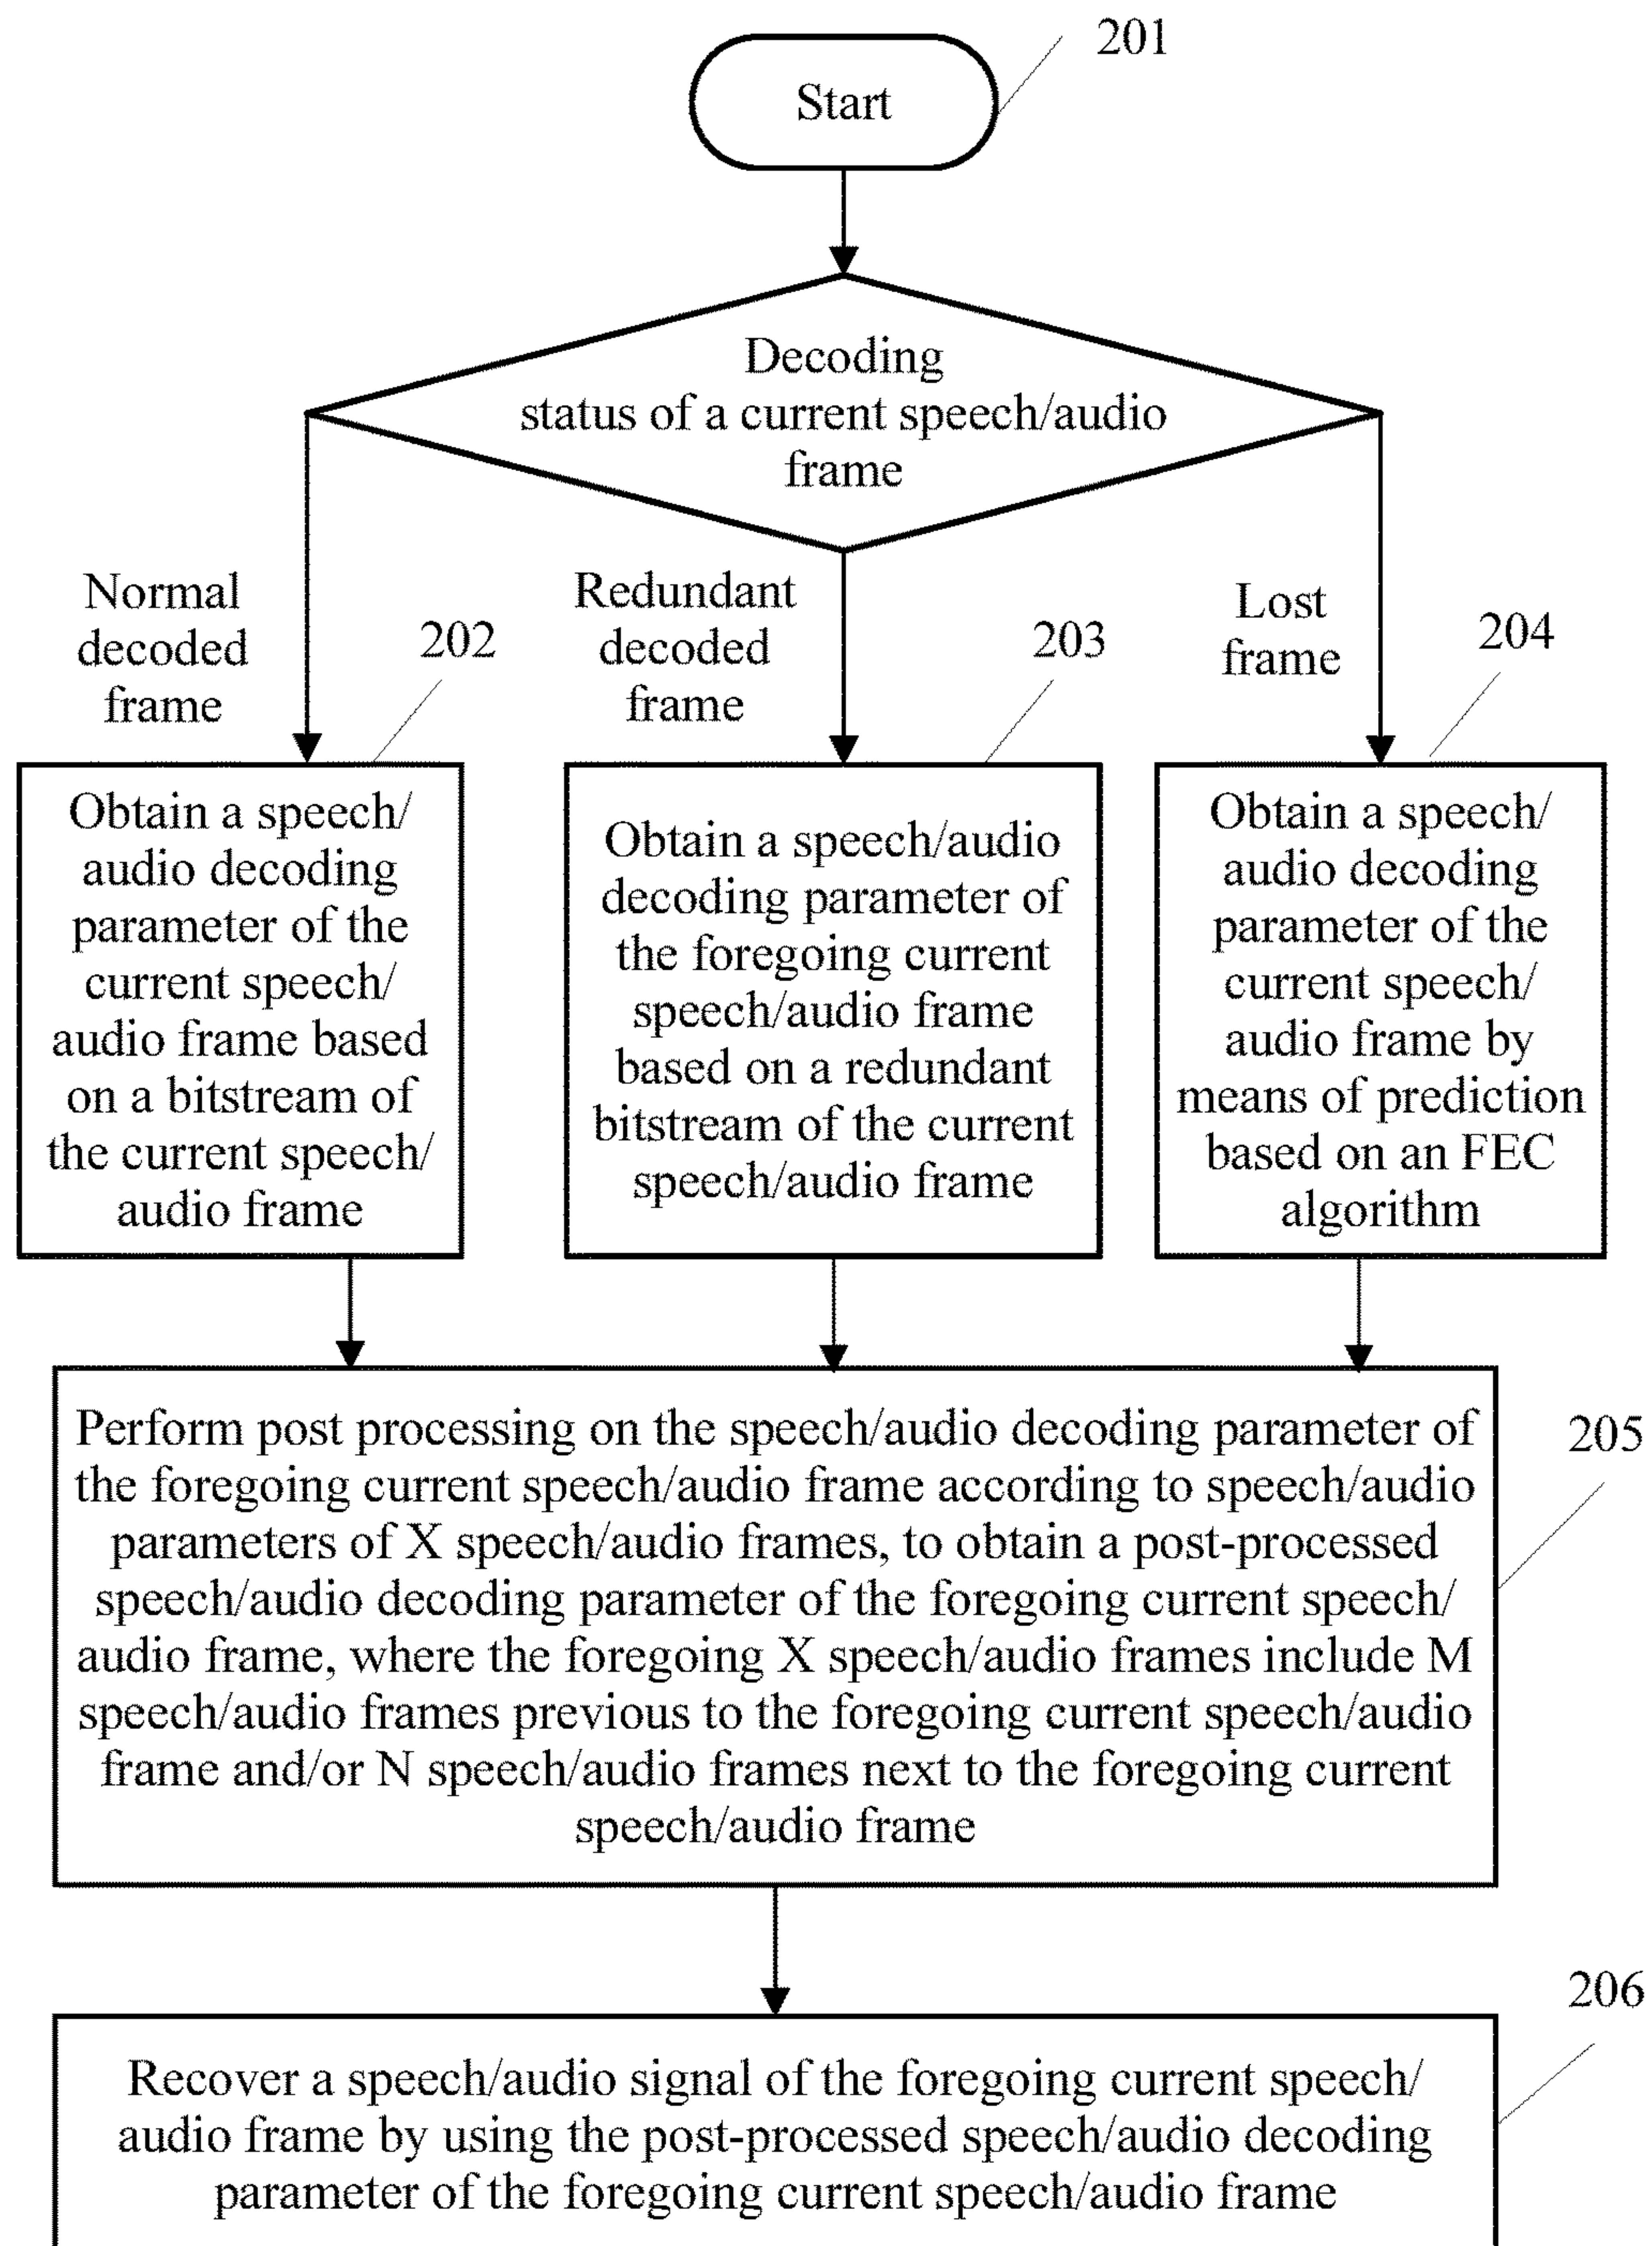 201
Start
Decoding
status of a current speech/audio
frame
Normal
decoded
frame
202
Redundant
decoded
frame
203
Lost
frame
204
Obtain a speech/
audio decoding
parameter of the
current speech/
audio frame based
on a bitstream of
the current speech/
audio frame
Obtain a speech/audio
decoding parameter of
the foregoing current
speech/audio frame
based on a redundant
bitstream of the current
speech/audio frame
Obtain a speech/
audio decoding
parameter of the
current speech/
audio frame by
means of prediction
based on an FEC
algorithm
Perform post processing on the speech/audio decoding parameter of
the foregoing current speech/audio frame according to speech/audio
parameters of X speech/audio frames, to obtain a post-processed
speech/audio decoding parameter of the foregoing current speech/
audio frame, where the foregoing X speech/audio frames include M
speech/audio frames previous to the foregoing current speech/audio
frame and/or N speech/audio frames next to the foregoing current
speech/audio frame
205
206
Recover a speech/audio signal of the foregoing current speech/
audio frame by using the post-processed speech/audio decoding
parameter of the foregoing current speech/audio frame